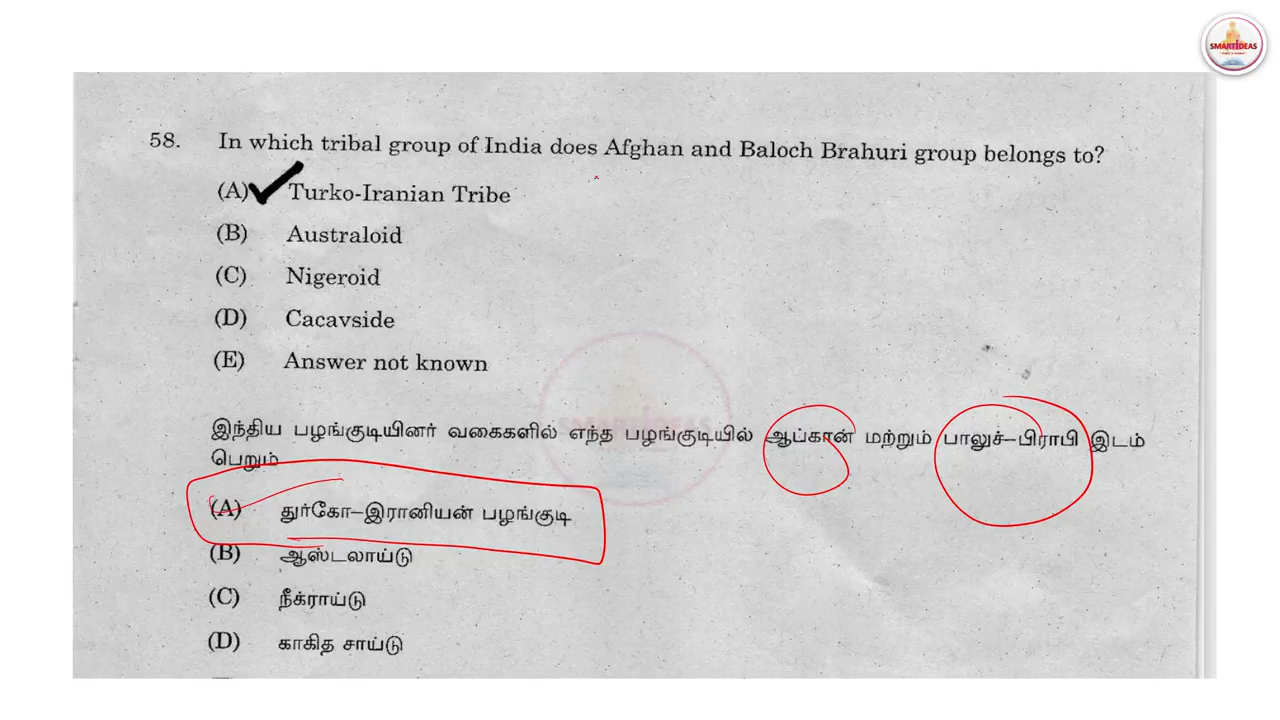 SMARTIDEAS
58. In which tribal group of India does Afghan and Baloch Brahuri group belongs to?
(A) Turko-Iranian Tribe
(B) Australoid
(C) Nigeroid
(D) Cacavside
(E) Answer not known
இந்திய பழங்குடியினர் வகைகளில் எந்த பழங்குடியில் ஆப்கான் மற்றும் பாலுச்–பிராபி இடம்
பெறும்
(A) துர்கோ–இரானியன் பழங்குடி
(B) ஆஸ்டலாய்டு
(C) நீக்ராய்டு
(D) காகித சாய்டு
SMARTIDEAS